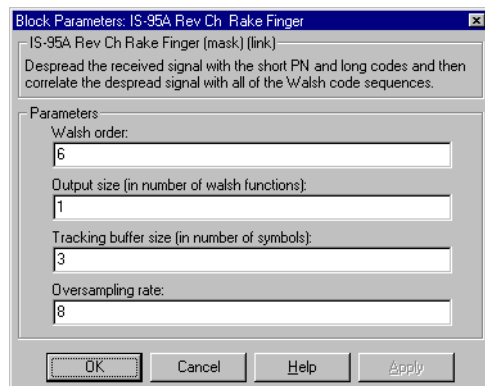 Block Parameters: IS-95A Rev Ch Rake Finger
IS-95A Rev Ch Rake Finger (mask) (link)
Despread the received signal with the short PN and long codes and then
correlate the despread signal with all of the Walsh code sequences.
Parameters
Walsh order:
6
Output size (in number of walsh functions):
1
Tracking buffer size (in number of symbols):
3
Oversampling rate:
8
OK Cancel Help Apply